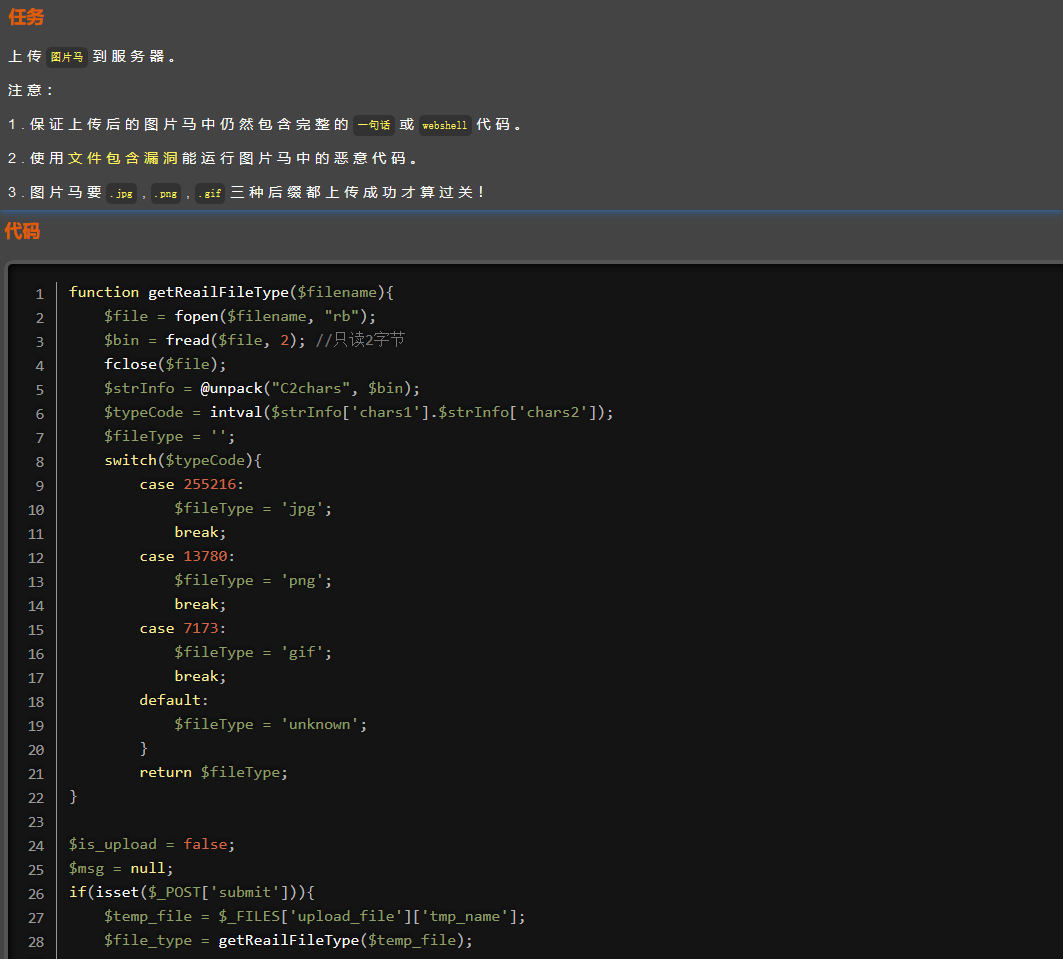 任务
上传 图片马 到服务器。
注意：
1.保证上传后的图片马中仍然包含完整的 一句话 或 webshell 代码。
2.使用文件包含漏洞能运行图片马中的恶意代码。
3.图片马要 .jpg , .png , .gif 三种后缀都上传成功才算过关！
代码
1 function getReailFileType($filename){
2 $file = fopen($filename, "rb");
3 $bin = fread($file, 2); //只读2字节
4 fclose($file);
5 $strInfo = @unpack("C2chars", $bin);
6 $typeCode = intval($strInfo['chars1'].$strInfo['chars2']);
7 $fileType = '';
8 switch($typeCode){
9 case 255216:
10 $fileType = 'jpg';
11 break;
12 case 13780:
13 $fileType = 'png';
14 break;
15 case 7173:
16 $fileType = 'gif';
17 break;
18 default:
19 $fileType = 'unknown';
20 }
21 return $fileType;
22 }
23
24 $is_upload = false;
25 $msg = null;
26 if(isset($_POST['submit'])){
27 $temp_file = $_FILES['upload_file']['tmp_name'];
28 $file_type = getReailFileType($temp_file);